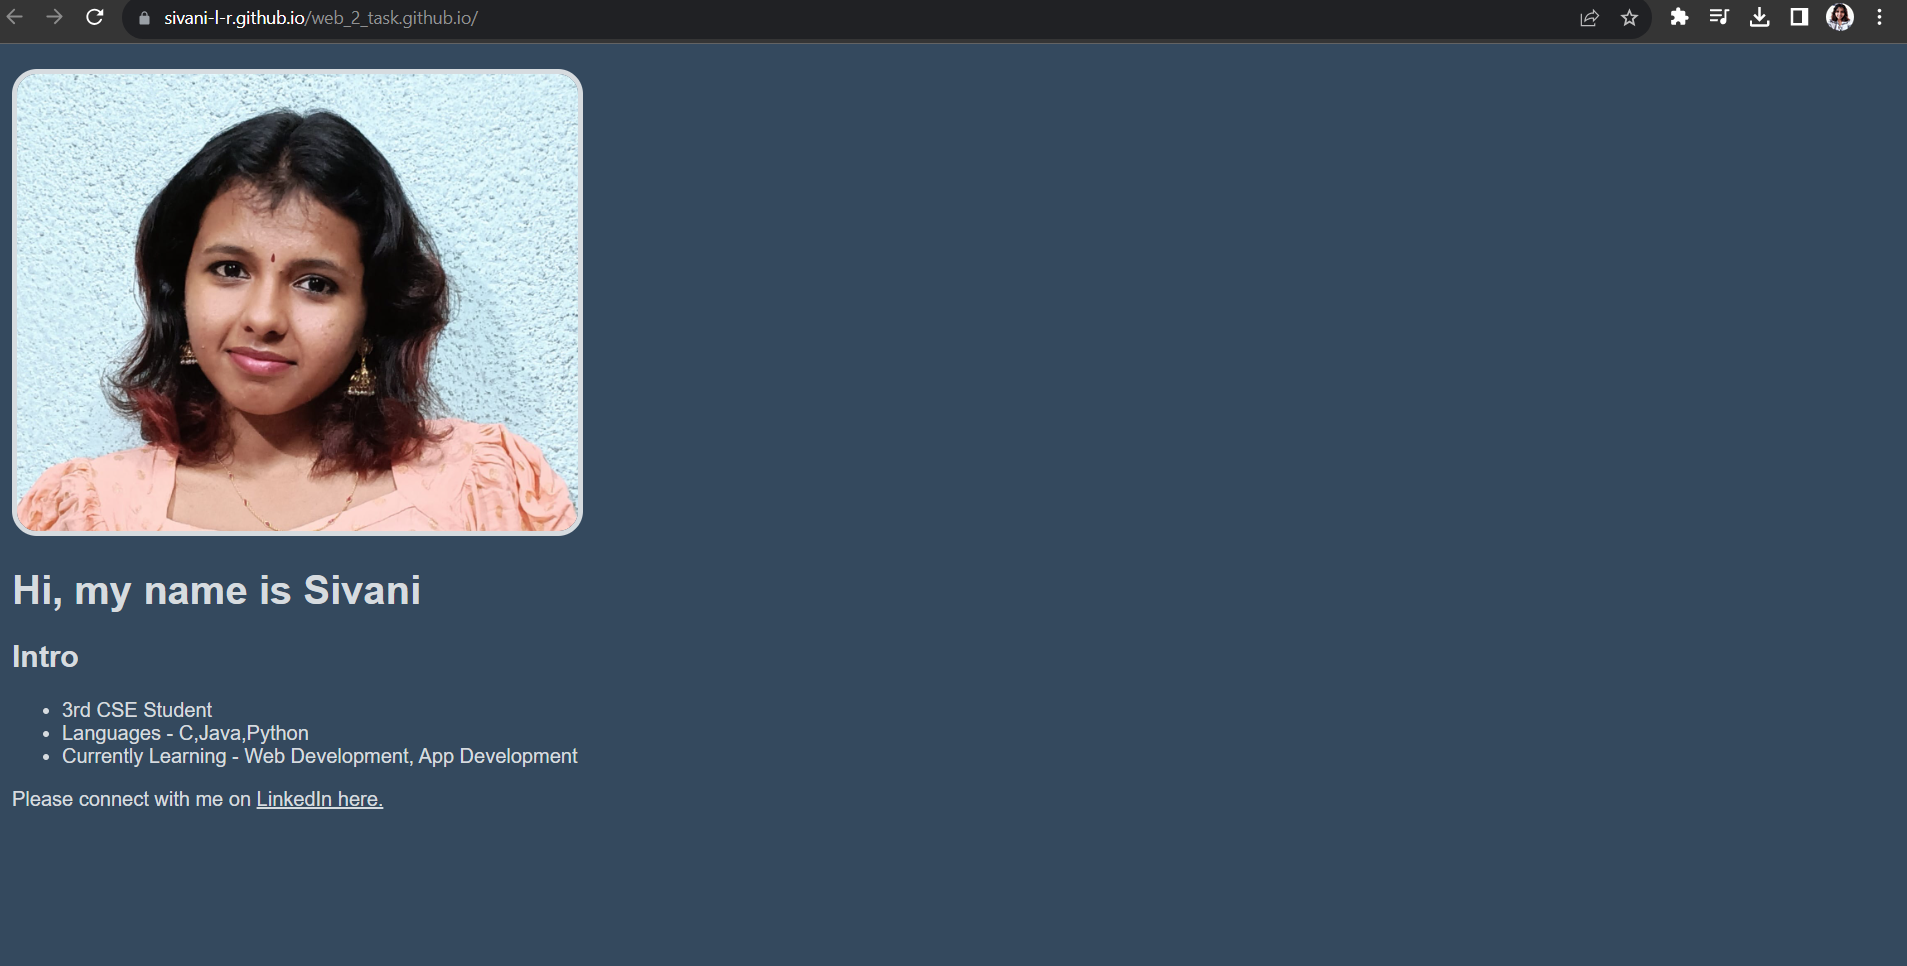 sivani-l-r.github.io/web_2_task.github.io/
Hi, my name is Sivani
Intro
• 3rd CSE Student
• Languages - C,Java,Python
• Currently Learning - Web Development, App Development
Please connect with me on LinkedIn here.